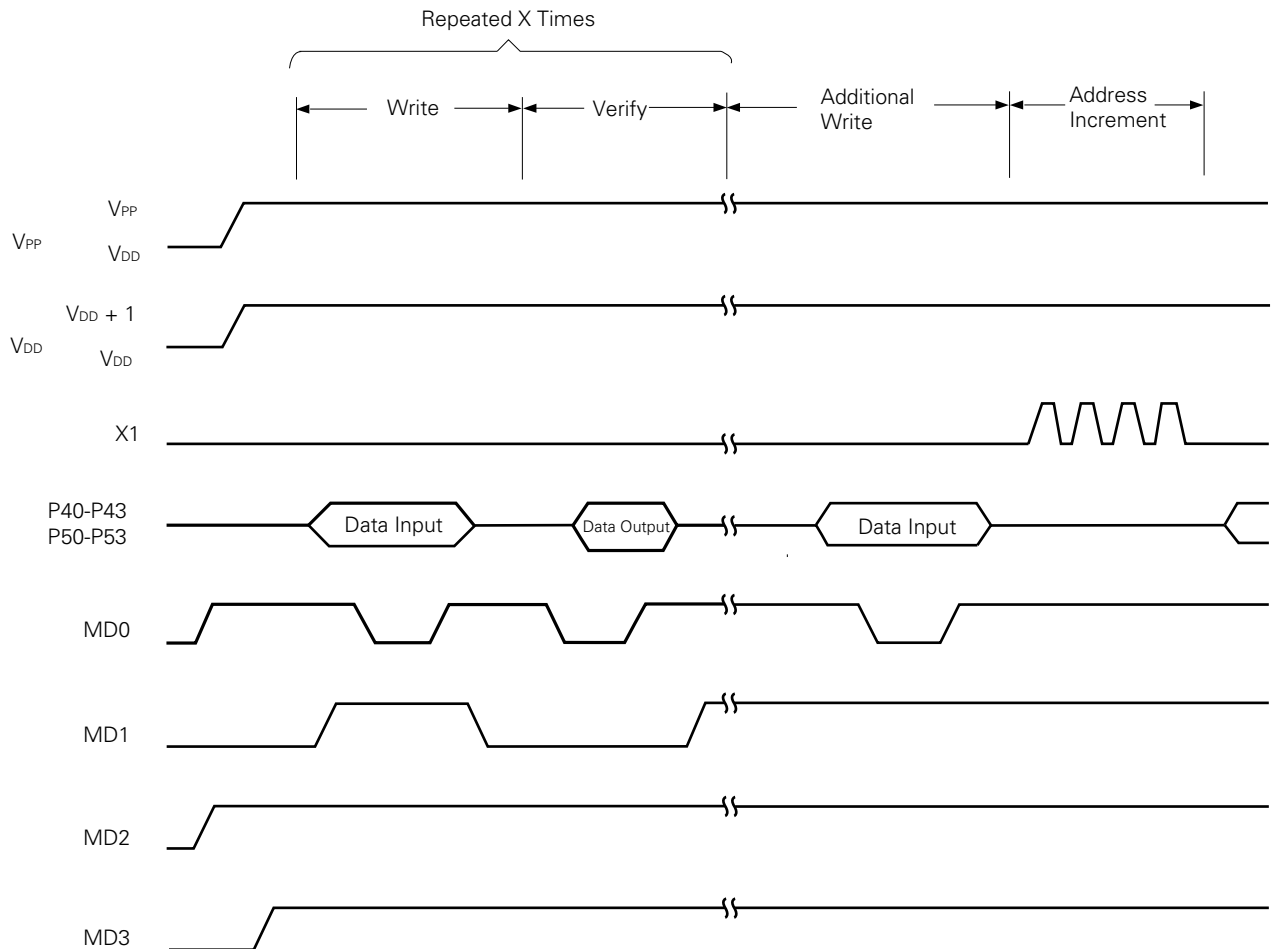 Repeated X Times
Write
Verify
Additional
Write
Address
Increment
VPP
VPP
VDD
VDD + 1
VDD
VDD
X1
P40-P43
P50-P53
Data Input
Data Output
Data Input
MD0
MD1
MD2
MD3